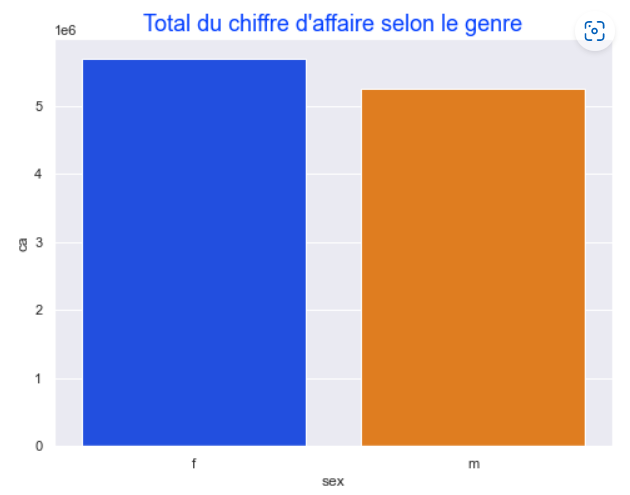 Total du chiffre d'affaire selon le genre
1e6
5
4
3
2
1
0
ca
f m
sex